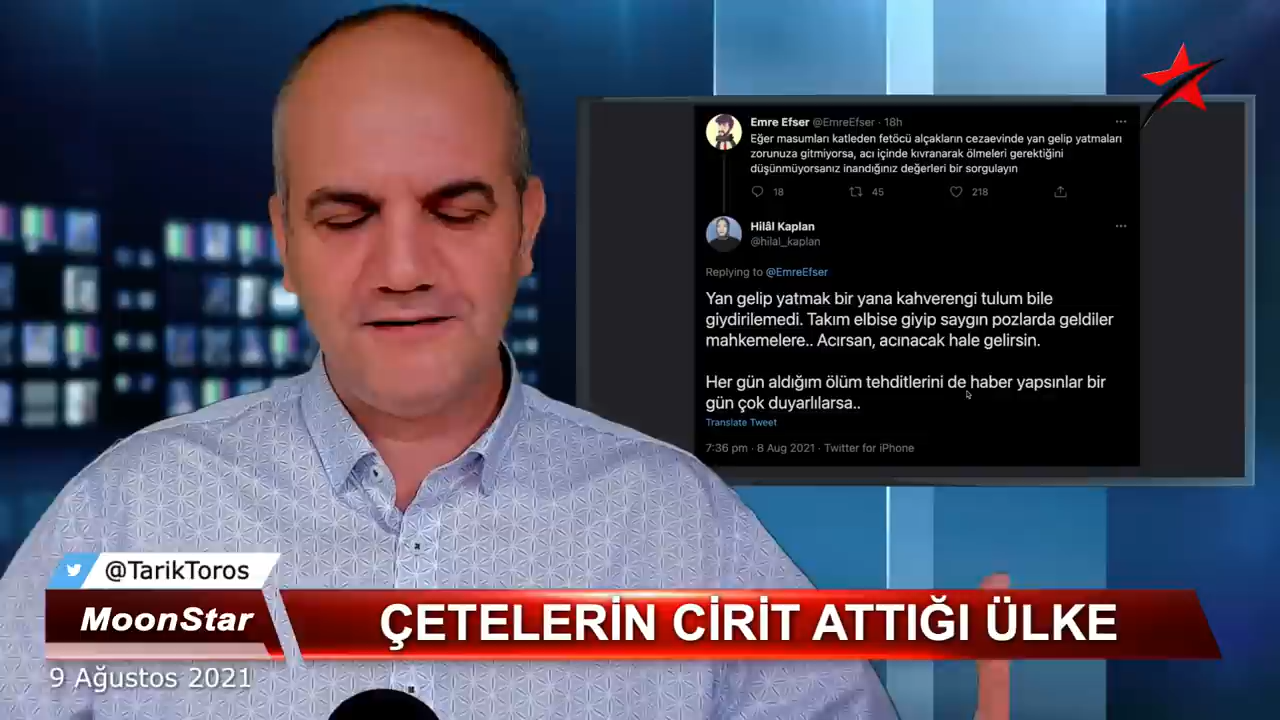 Emre Efser @EmreEfser · 18h
Eğer masumları katleden fetöcü alçakların cezaevinde yan gelip yatmaları
zorunuza gitmiyorsa, acı içinde kıvranarak ölmeleri gerektiğini
düşünmüyorsanız inandığınız değerleri bir sorgulayın
18 45 218
Hilâl Kaplan
@hilal_kaplan
Replying to @EmreEfser
Yan gelip yatmak bir yana kahverengi tulum bile
giydirilemedi. Takım elbise giyip saygın pozlarda geldiler
mahkemelere.. Acırsan, acınacak hale gelirsin.
Her gün aldığım ölüm tehditlerini de haber yapsınlar bir
gün çok duyarlılarsa..
Translate Tweet
7:36 pm · 8 Aug 2021 · Twitter for iPhone
@TarikToros
MoonStar
ÇETELERİN CİRİT ATTIĞI ÜLKE
9 Ağustos 2021